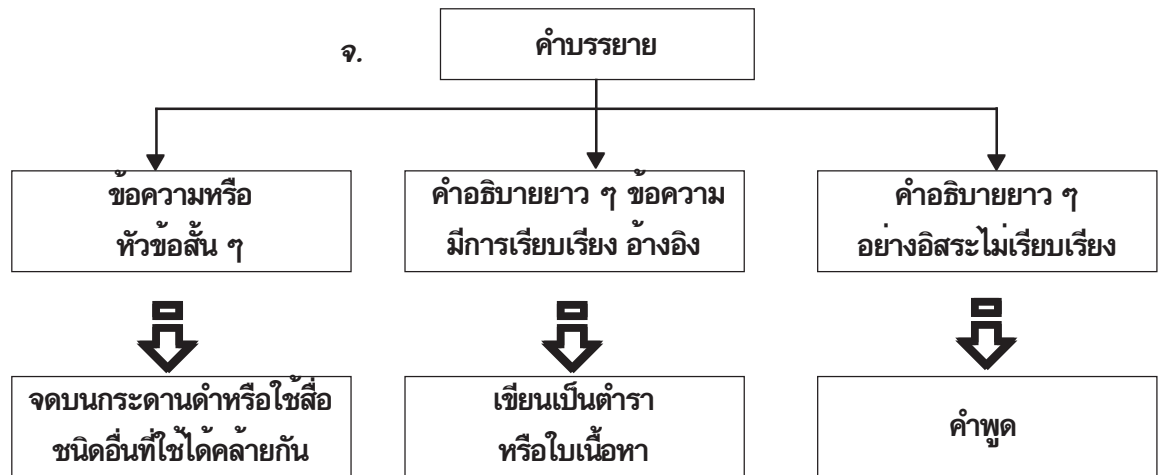 จ.
คำบรรยาย
ข้อความหรือ
หัวข้อสั้น ๆ
คำอธิบายยาว ๆ ข้อความ
มีการเรียบเรียง อ้างอิง
คำอธิบายยาว ๆ
อย่างอิสระไม่เรียบเรียง
จดบนกระดานดำหรือใช้สื่อ
ชนิดอื่นที่ใช้ได้คล้ายกัน
เขียนเป็นตำรา
หรือใบเนื้อหา
คำพูด